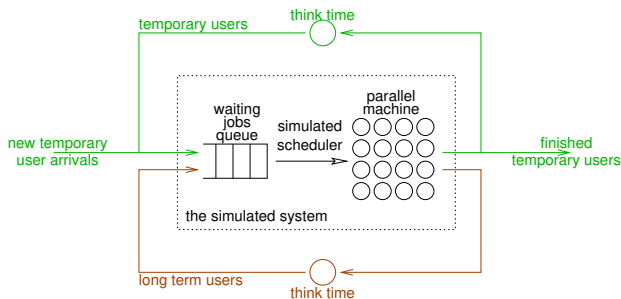 think time
temporary users
waiting
jobs
queue
simulated
scheduler
parallel
machine
new temporary
user arrivals
finished
temporary users
the simulated system
long term users
think time